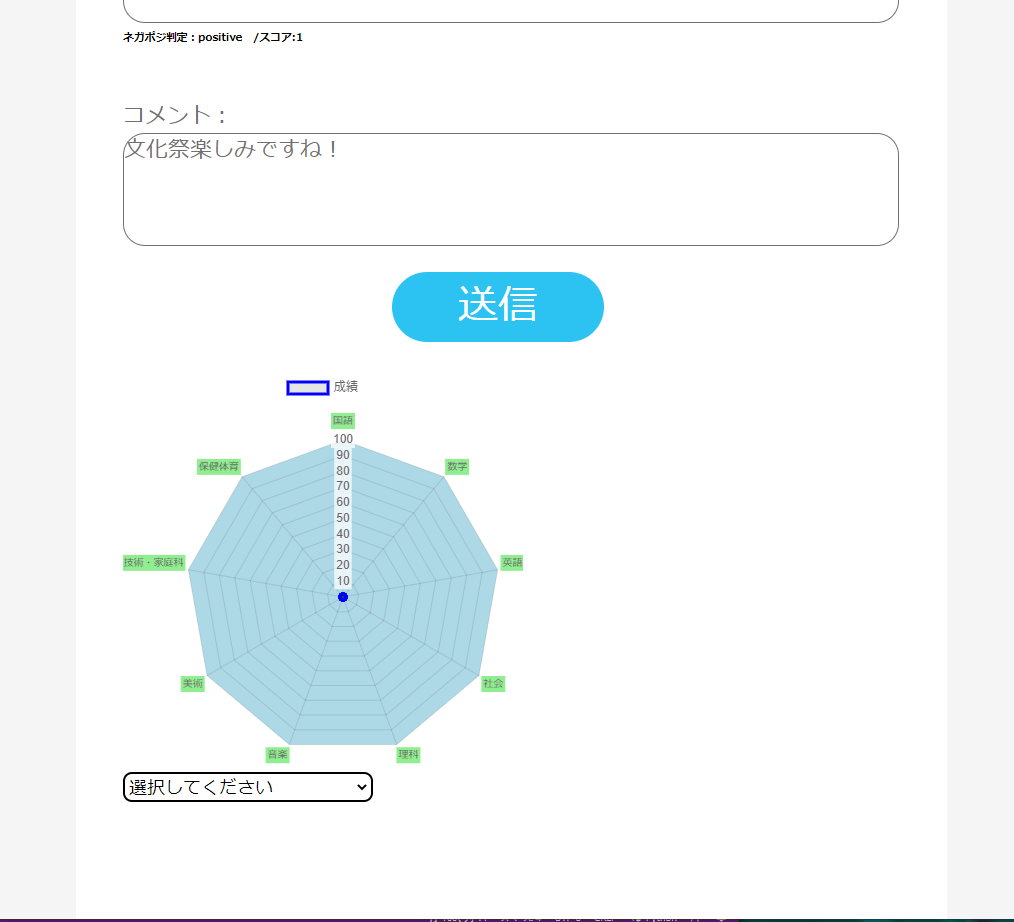 ネガポジ判定：positive /スコア:1
コメント：
文化祭楽しみですね！
送信
成績
国語
100
90
80
70
60
50
40
30
20
10
保健体育
数学
技術・家庭科
英語
美術
社会
音楽
理科
選択してください